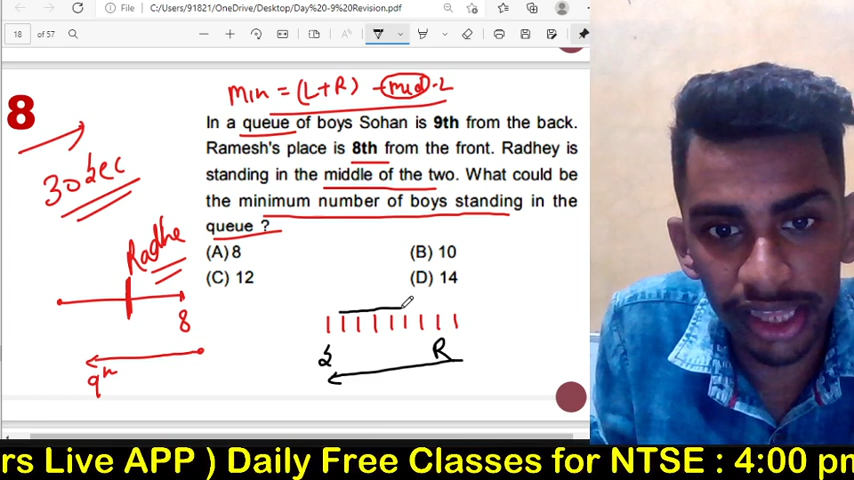 File
C:/Users/91821/OneDrive/Desktop/Day%20-9%20Revision.pdf
18 of 57
Min = (L+R) - mid - 2
8
In a queue of boys Sohan is 9th from the back.
Ramesh's place is 8th from the front. Radhey is
standing in the middle of the two. What could be
the minimum number of boys standing in the
queue ?
(A) 8 (B) 10
(C) 12 (D) 14
30 Sec
Radhe
8
9th
S R
rs Live APP ) Daily Free Classes for NTSE : 4:00 pm